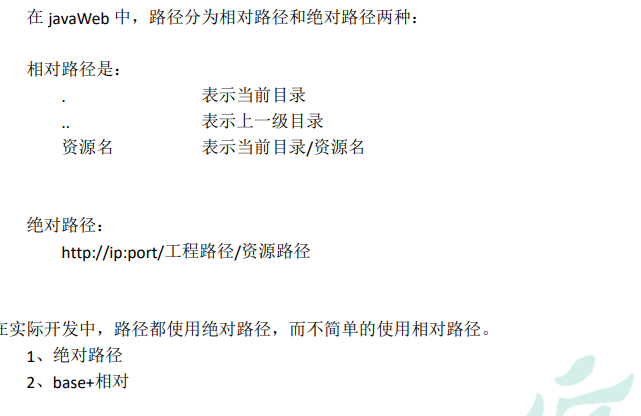 在 javaWeb 中，路径分为相对路径和绝对路径两种：
相对路径是：
. 表示当前目录
.. 表示上一级目录
资源名 表示当前目录/资源名
绝对路径：
http://ip:port/工程路径/资源路径
在实际开发中，路径都使用绝对路径，而不简单的使用相对路径。
1、绝对路径
2、base+相对